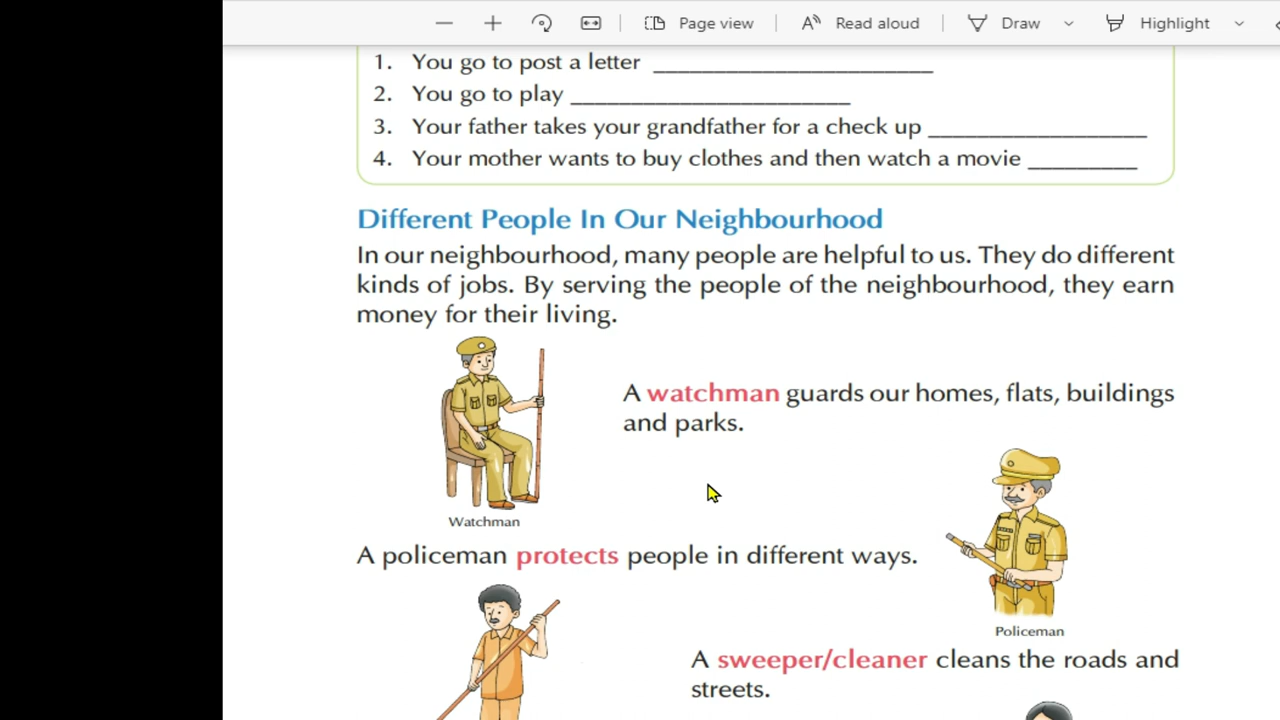 Page view
Read aloud
Draw
Highlight
1. You go to post a letter ________________________
2. You go to play ________________________
3. Your father takes your grandfather for a check up ___________________
4. Your mother wants to buy clothes and then watch a movie _________
Different People In Our Neighbourhood
In our neighbourhood, many people are helpful to us. They do different
kinds of jobs. By serving the people of the neighbourhood, they earn
money for their living.
A watchman guards our homes, flats, buildings
and parks.
Watchman
A policeman protects people in different ways.
Policeman
A sweeper/cleaner cleans the roads and
streets.